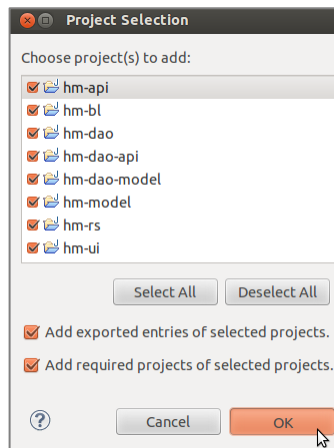 Project Selection
Choose project(s) to add:
hm-api
hm-bl
hm-dao
hm-dao-api
hm-dao-model
hm-model
hm-rs
hm-ui
Select All Deselect All
Add exported entries of selected projects.
Add required projects of selected projects.
? Cancel OK